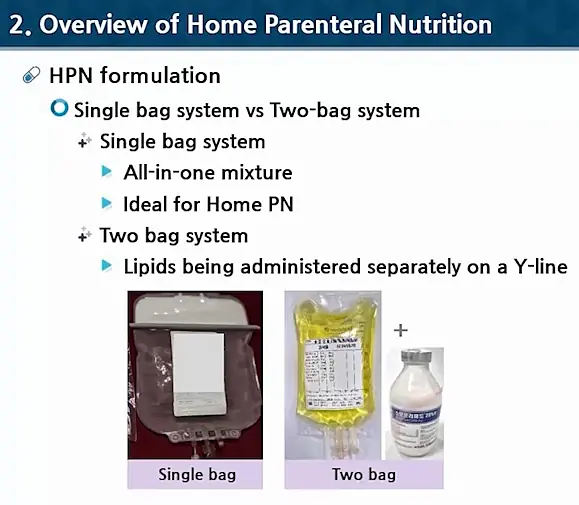 2. Overview of Home Parenteral Nutrition
HPN formulation
Single bag system vs Two-bag system
Single bag system
All-in-one mixture
Ideal for Home PN
Two bag system
Lipids being administered separately on a Y-line
+
Single bag
Two bag